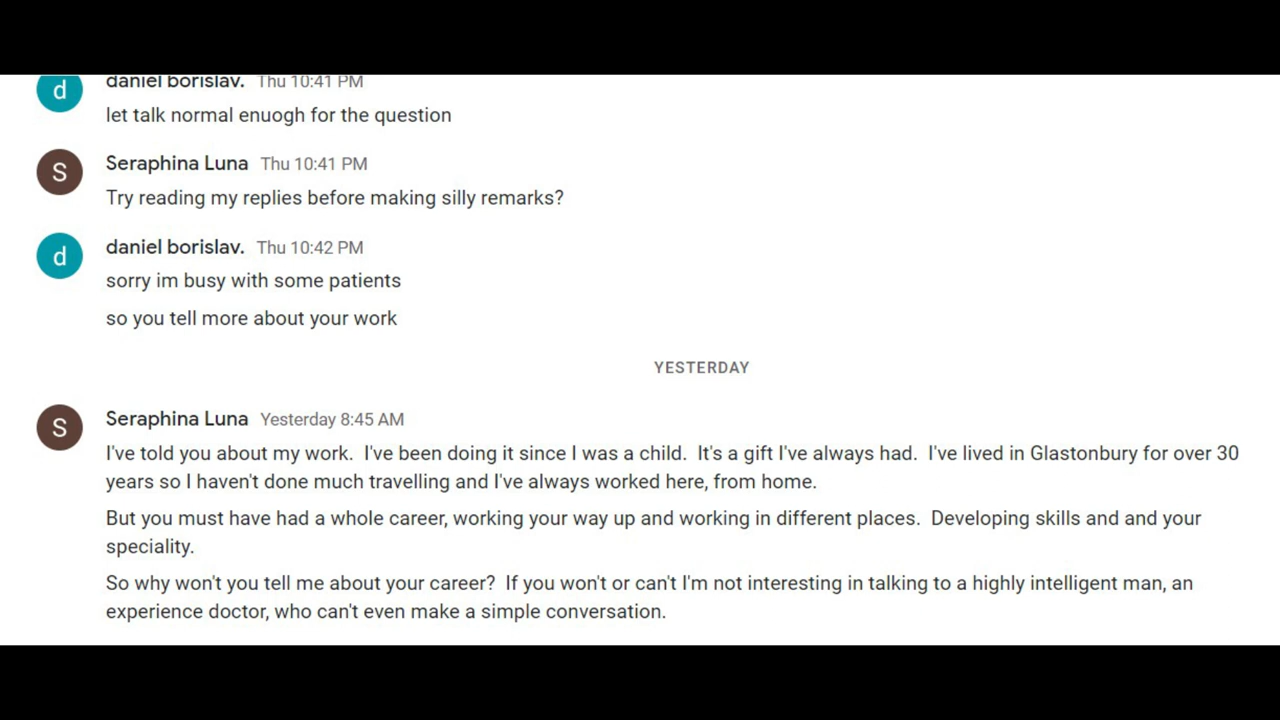 d
daniel borislav. Thu 10:41 PM
let talk normal enuogh for the question
S
Seraphina Luna Thu 10:41 PM
Try reading my replies before making silly remarks?
d
daniel borislav. Thu 10:42 PM
sorry im busy with some patients
so you tell more about your work
YESTERDAY
S
Seraphina Luna Yesterday 8:45 AM
I've told you about my work. I've been doing it since I was a child. It's a gift I've always had. I've lived in Glastonbury for over 30
years so I haven't done much travelling and I've always worked here, from home.
But you must have had a whole career, working your way up and working in different places. Developing skills and and your
speciality.
So why won't you tell me about your career? If you won't or can't I'm not interesting in talking to a highly intelligent man, an
experience doctor, who can't even make a simple conversation.